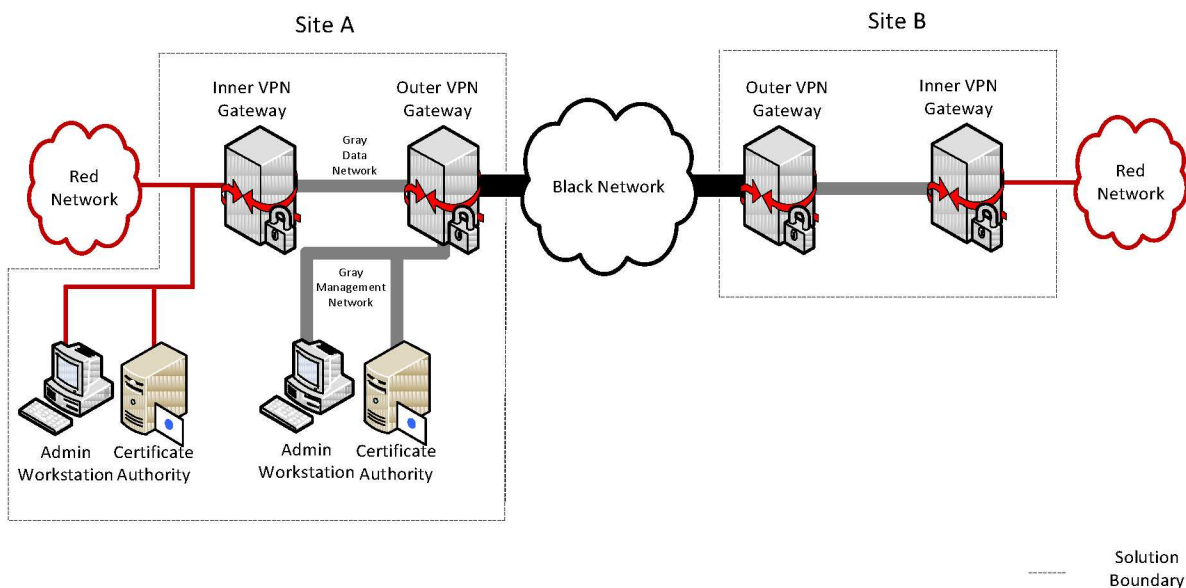 Site A
Site B
Inner VPN
Gateway
Outer VPN
Gateway
Outer VPN
Gateway
Inner VPN
Gateway
Gray
Data
Network
Red
Network
Black Network
Red
Network
Gray
Management
Network
Admin
Workstation
Certificate
Authority
Admin
Workstation
Certificate
Authority
Solution
Boundary